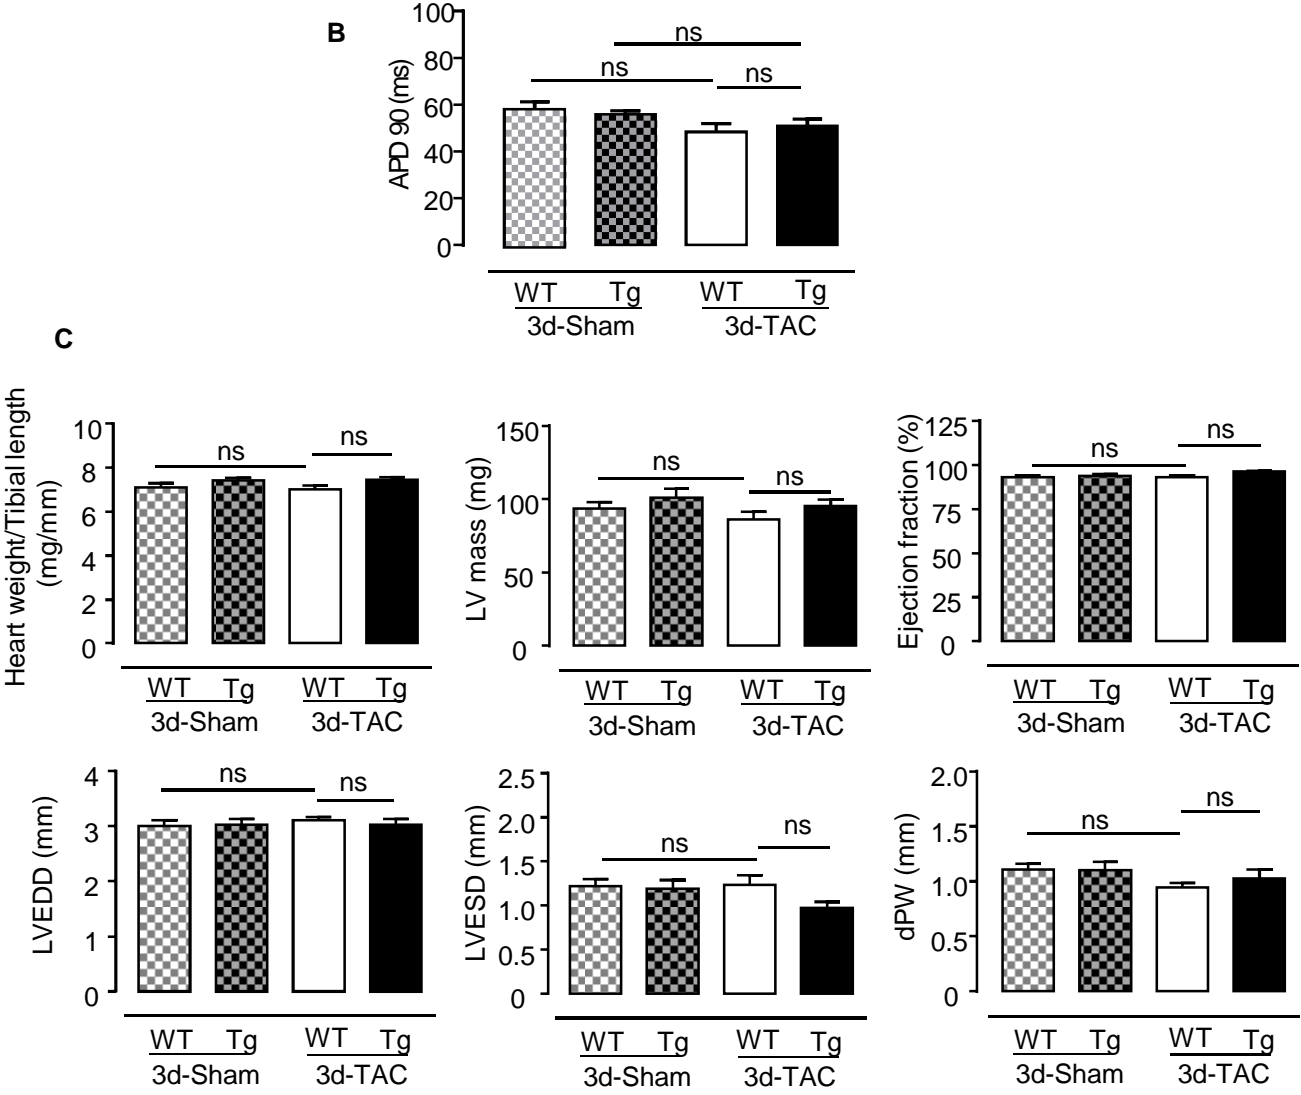 B
APD 90 (ms)
100
80
60
40
20
0
ns
ns
ns
WT Tg WT Tg
3d-Sham 3d-TAC
C
Heart weight/Tibial length
(mg/mm)
10
8
6
4
2
0
ns
ns
WT Tg WT Tg
3d-Sham 3d-TAC
LV mass (mg)
150
100
50
0
ns
ns
WT Tg WT Tg
3d-Sham 3d-TAC
Ejection fraction (%)
125
100
75
50
25
0
ns
ns
WT Tg WT Tg
3d-Sham 3d-TAC
LVEDD (mm)
4
3
2
1
0
ns
ns
WT Tg WT Tg
3d-Sham 3d-TAC
LVESD (mm)
2.5
2.0
1.5
1.0
0.5
0
ns
ns
WT Tg WT Tg
3d-Sham 3d-TAC
dPW (mm)
2.0
1.5
1.0
0.5
0
ns
ns
WT Tg WT Tg
3d-Sham 3d-TAC